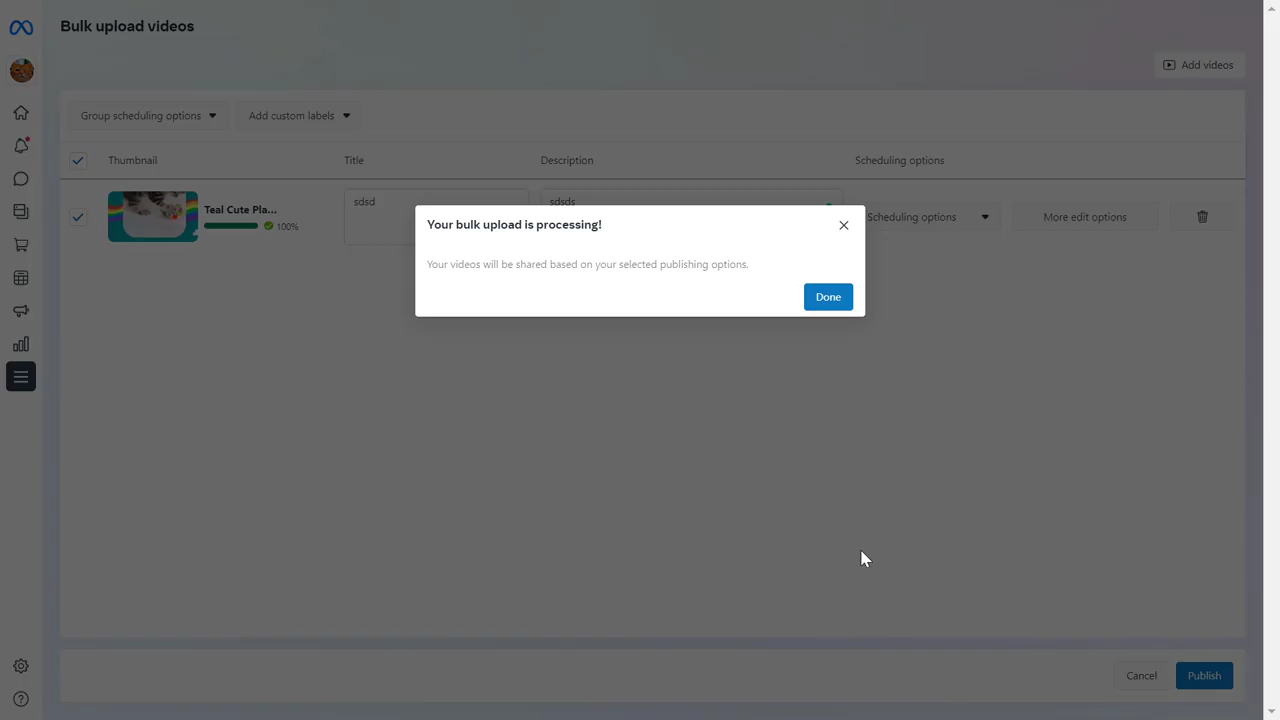 Bulk upload videos
Add videos
Group scheduling options
Add custom labels
Thumbnail
Title
Description
Scheduling options
Teal Cute Pla...
100%
sdsd
sdsds
Scheduling options
More edit options
Your bulk upload is processing!
Your videos will be shared based on your selected publishing options.
Done
Cancel
Publish